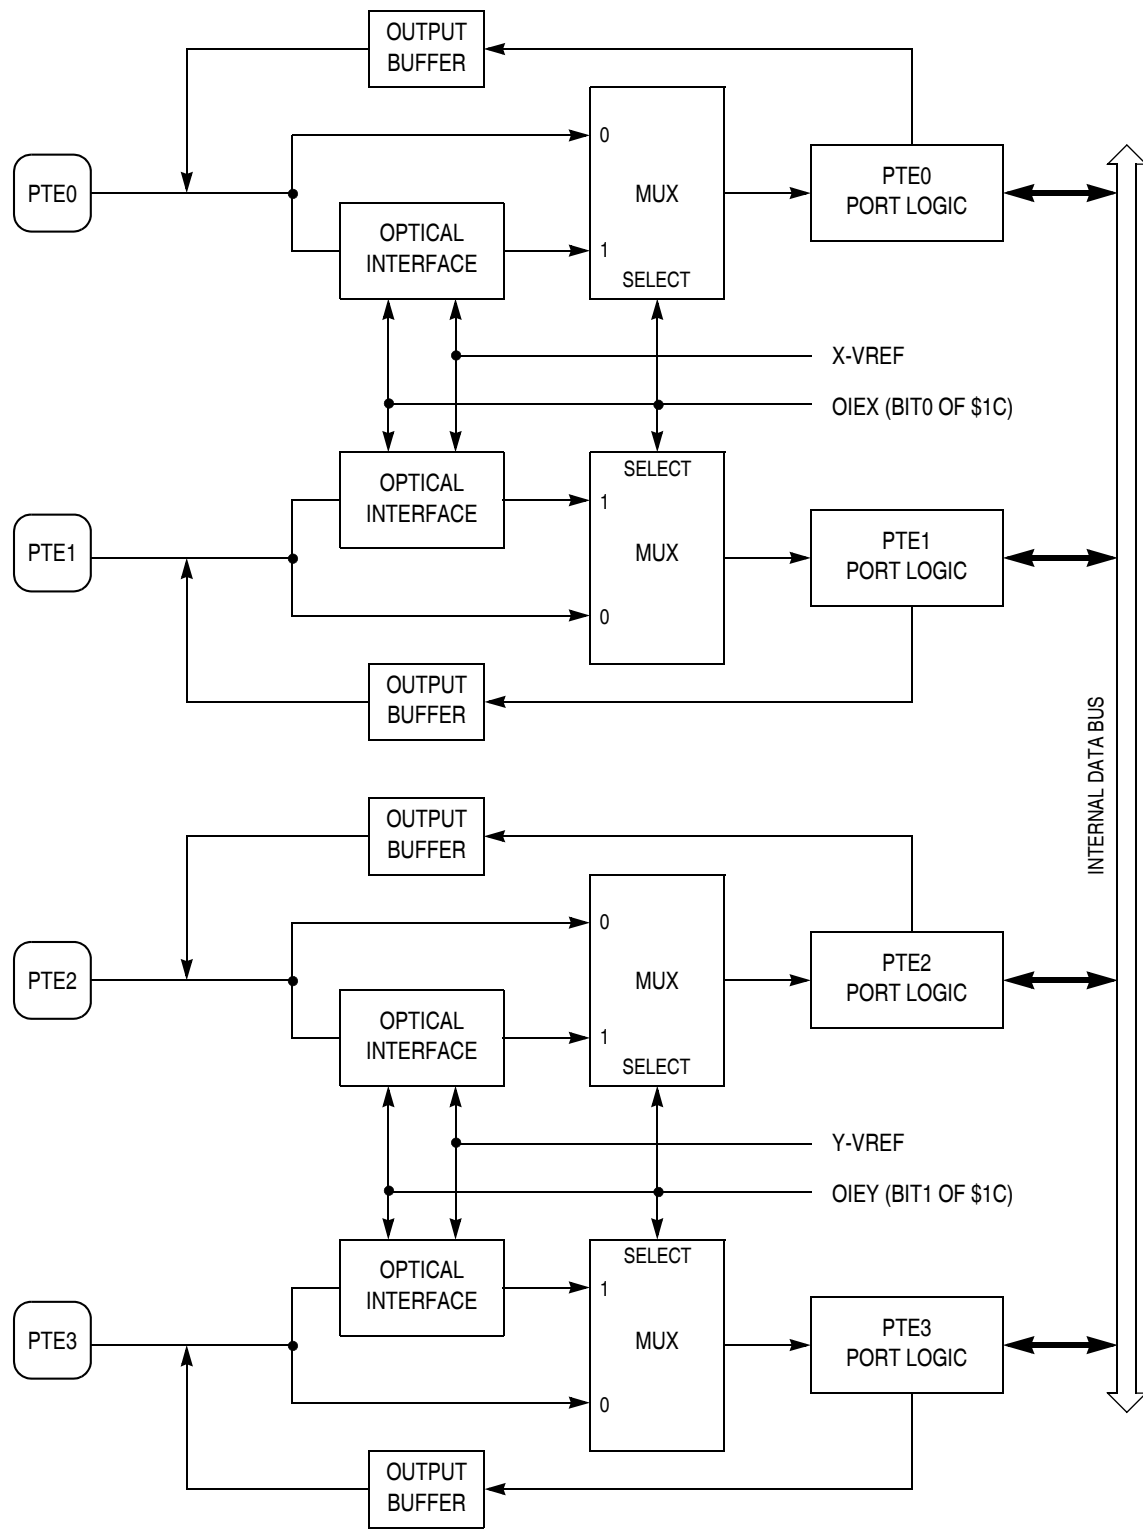 OUTPUT
BUFFER
0
MUX
PTE0
PTE0
PORT LOGIC
OPTICAL
INTERFACE
1
SELECT
X-VREF
OIEX (BIT0 OF $1C)
SELECT
OPTICAL
INTERFACE
1
MUX
PTE1
PTE1
PORT LOGIC
0
OUTPUT
BUFFER
INTERNAL DATA BUS
OUTPUT
BUFFER
0
MUX
PTE2
PTE2
PORT LOGIC
OPTICAL
INTERFACE
1
SELECT
Y-VREF
OIEY (BIT1 OF $1C)
SELECT
OPTICAL
INTERFACE
1
MUX
PTE3
PTE3
PORT LOGIC
0
OUTPUT
BUFFER